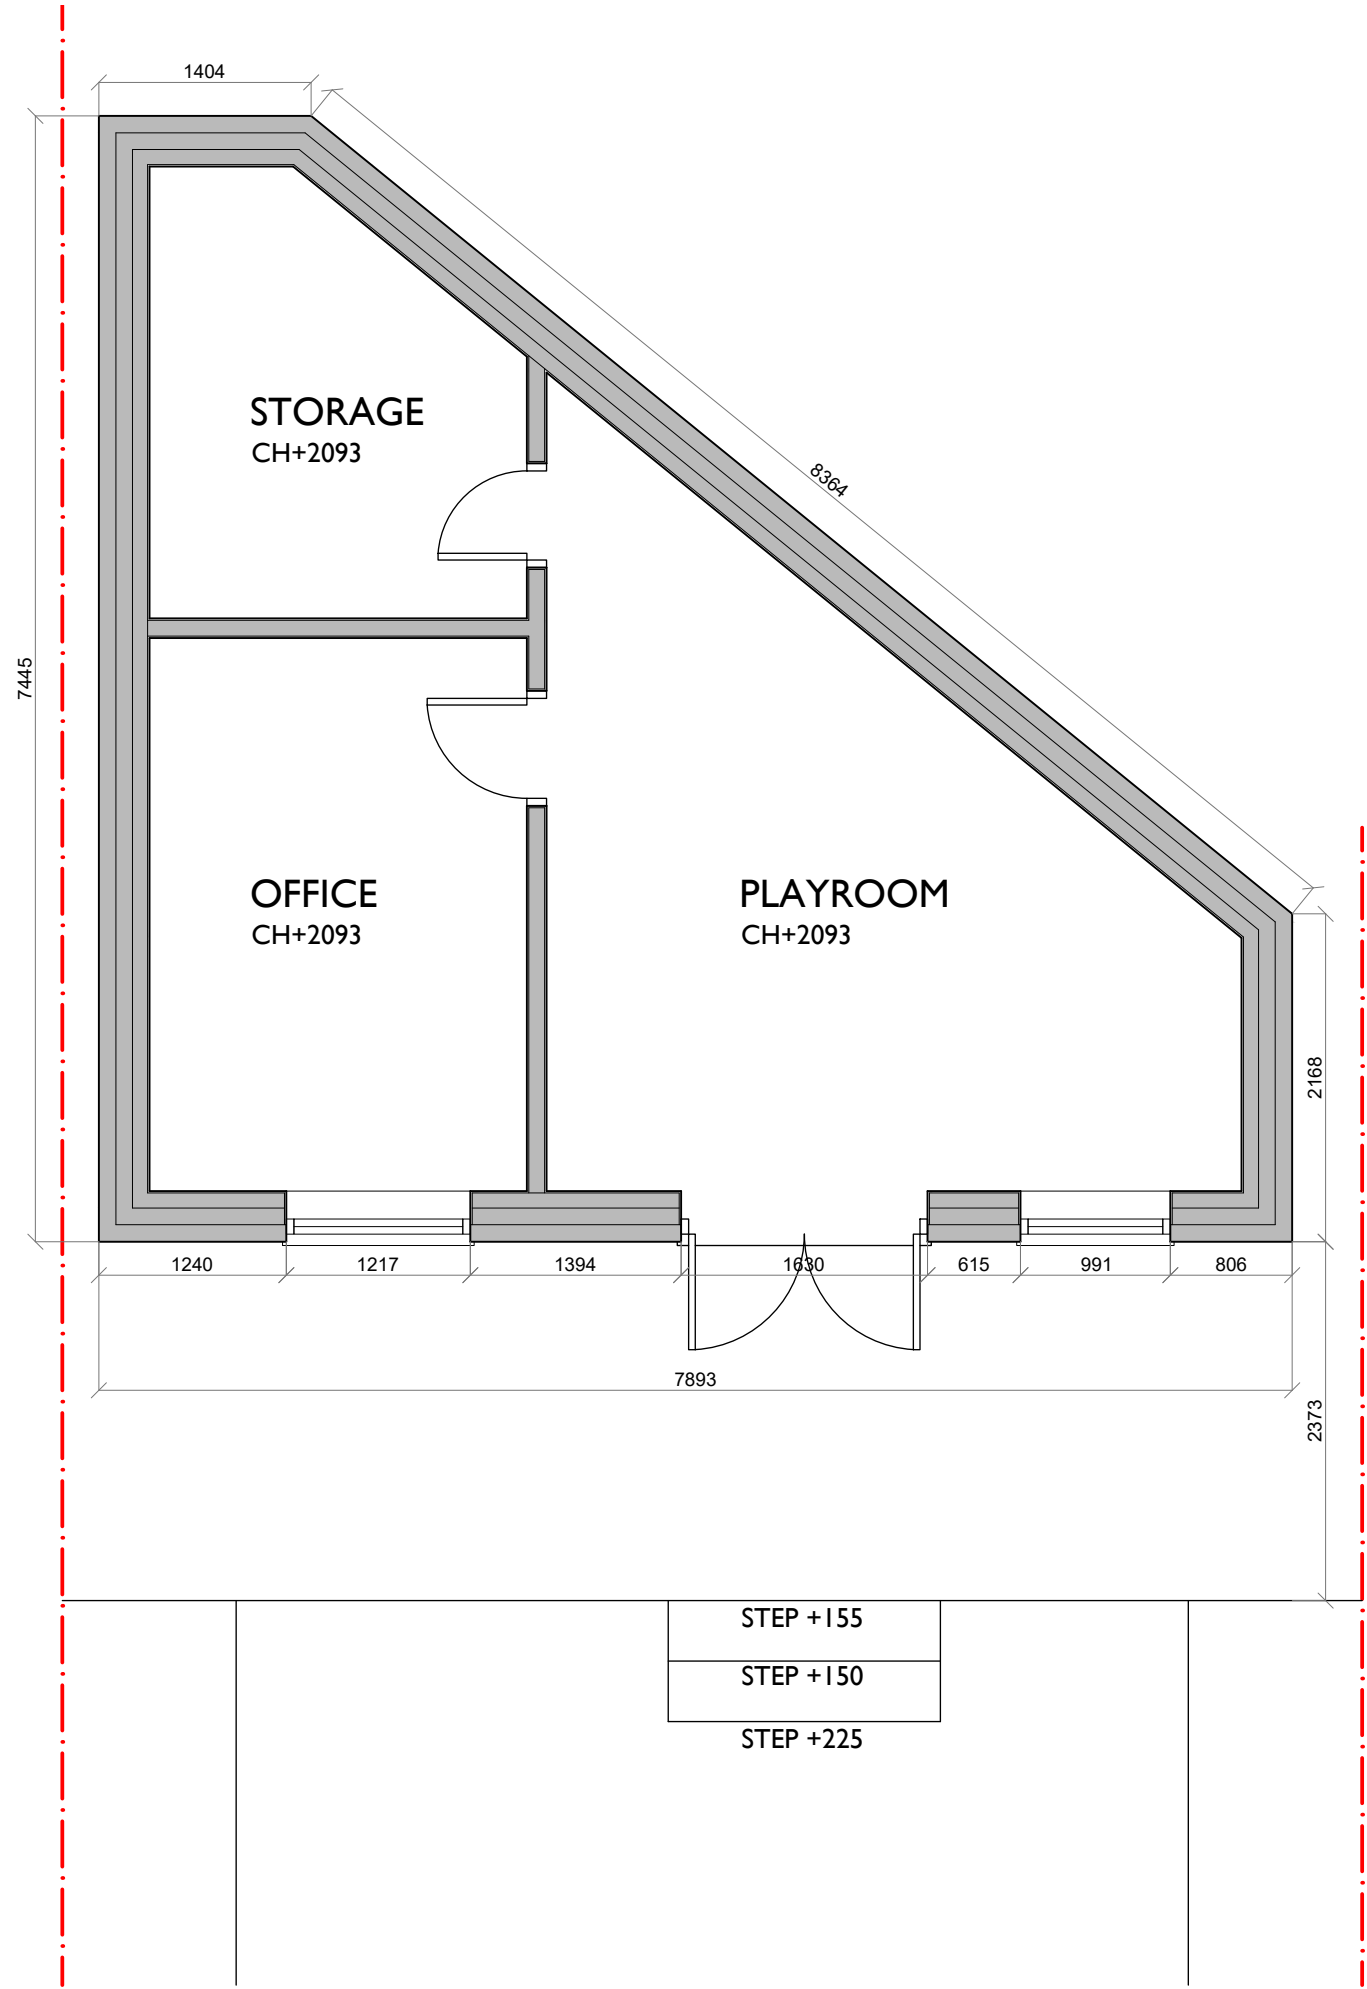 1404
8364
STORAGE
CH+2093
7445
OFFICE
CH+2093
PLAYROOM
CH+2093
2168
1240
1217
1394
1630
615
991
806
7893
2373
STEP +155
STEP +150
STEP +225